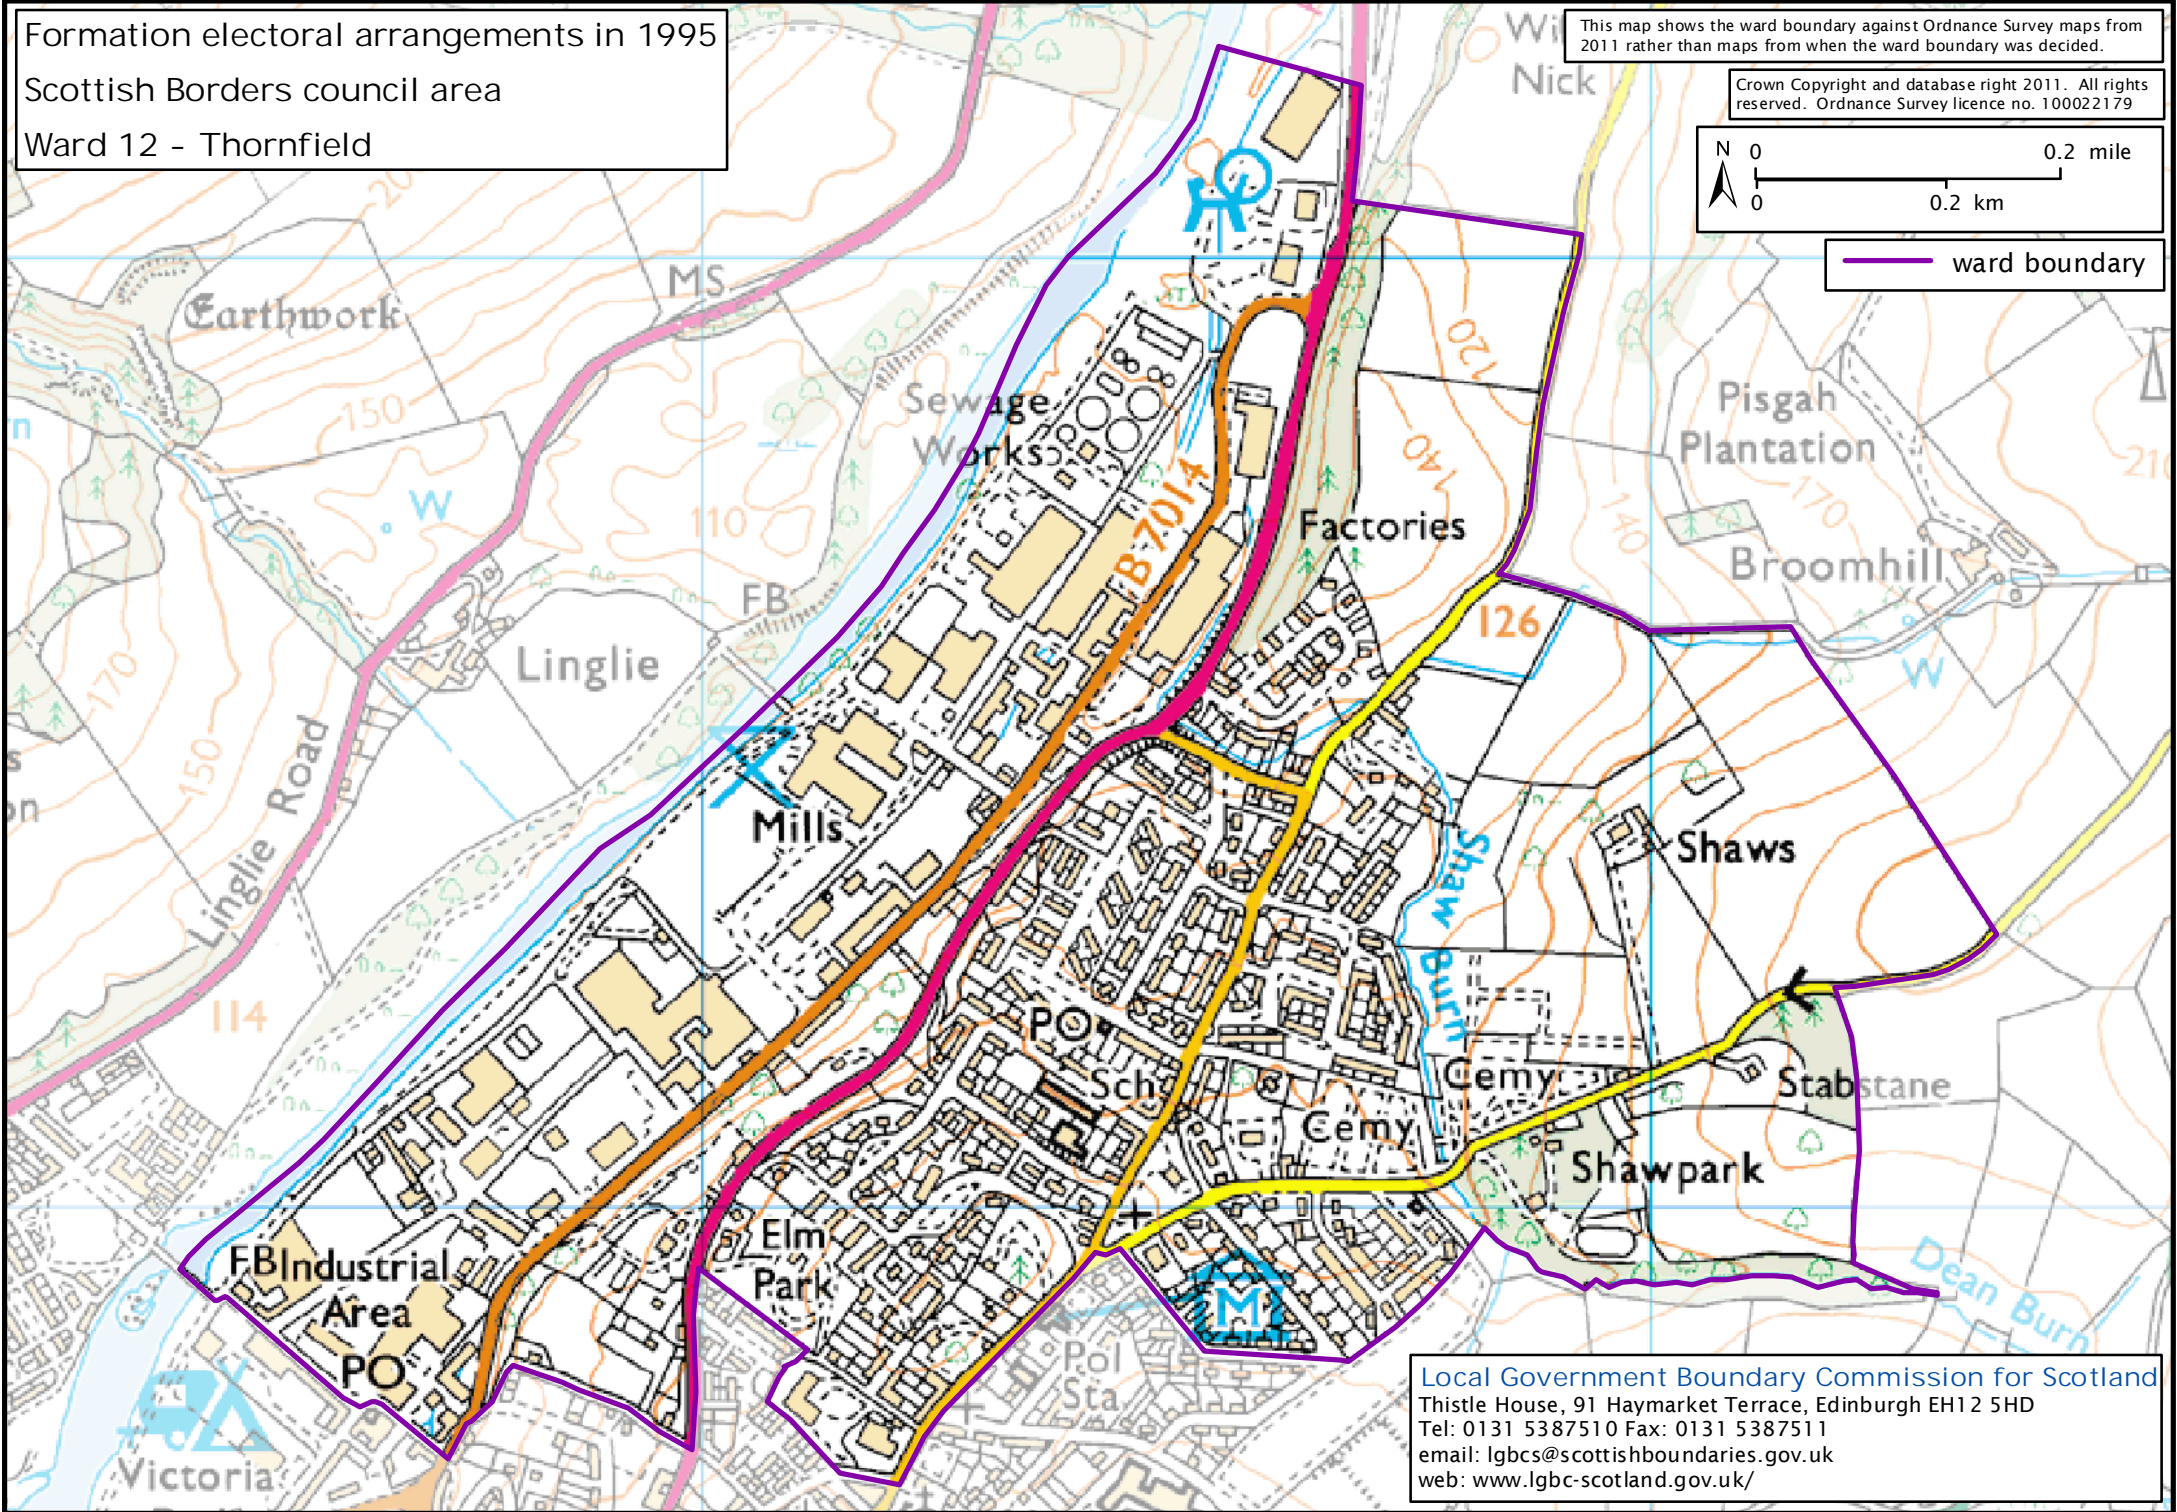 Formation electoral arrangements in 1995
Scottish Borders council area
Ward 12 - Thornfield
This map shows the ward boundary against Ordnance Survey maps from
2011 rather than maps from when the ward boundary was decided.
Crown Copyright and database right 2011. All rights
reserved. Ordnance Survey licence no. 100022179
N 0 0.2 mile
0 0.2 km
ward boundary
Nick
20
MS
Earthwork
150
Sewage
Works
W
110
120
140
Pisgah
Plantation
210
170
140
B 7014
Factories
Broomhill
FB
126
Linglie
170
W
150
Linglie Road
Mills
Shaws
Shaw Burn
114
PO
Sch
Cemy
Cemy
Stabstane
Shawpark
Elm
Park
FB
Industrial
Area
PO
M
Dean Burn
Pol
Sta
Victoria
Local Government Boundary Commission for Scotland
Thistle House, 91 Haymarket Terrace, Edinburgh EH12 5HD
Tel: 0131 5387510 Fax: 0131 5387511
email: lgbcs@scottishboundaries.gov.uk
web: www.lgbc-scotland.gov.uk/